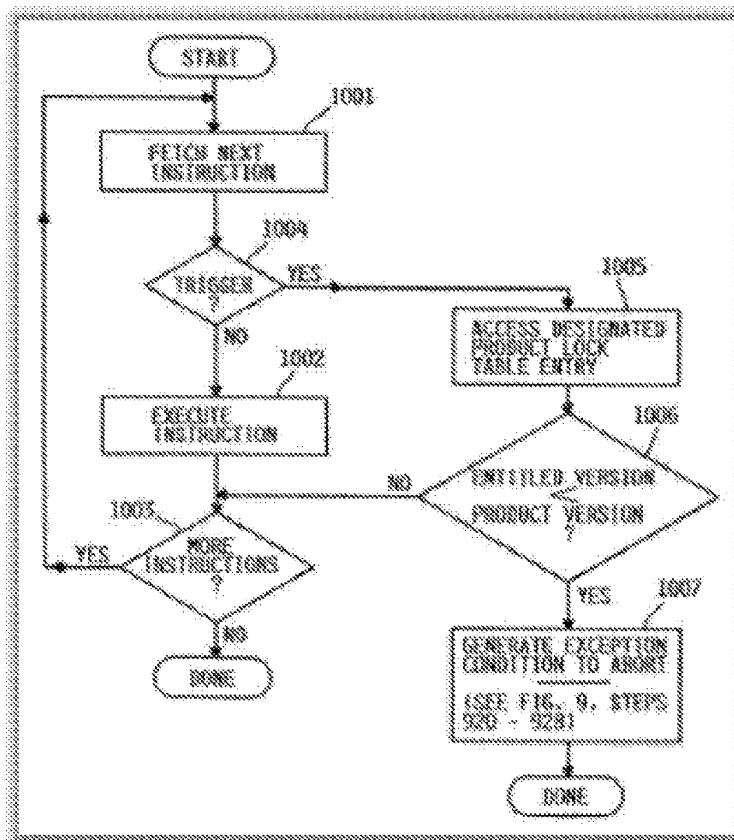 START
1001
FETCH NEXT
INSTRUCTION
1004
TRIGGER
?
YES
NO
1005
ACCESS DESIGNATED
PRODUCT LOCK
TABLE ENTRY
1002
EXECUTE
INSTRUCTION
1006
ENTITLED VERSION
<
PRODUCT VERSION
?
NO
YES
1003
MORE
INSTRUCTIONS
?
YES
NO
DONE
1007
GENERATE EXCEPTION
CONDITION TO ABORT
(SEE FIG. 9, STEPS
920 - 928)
DONE